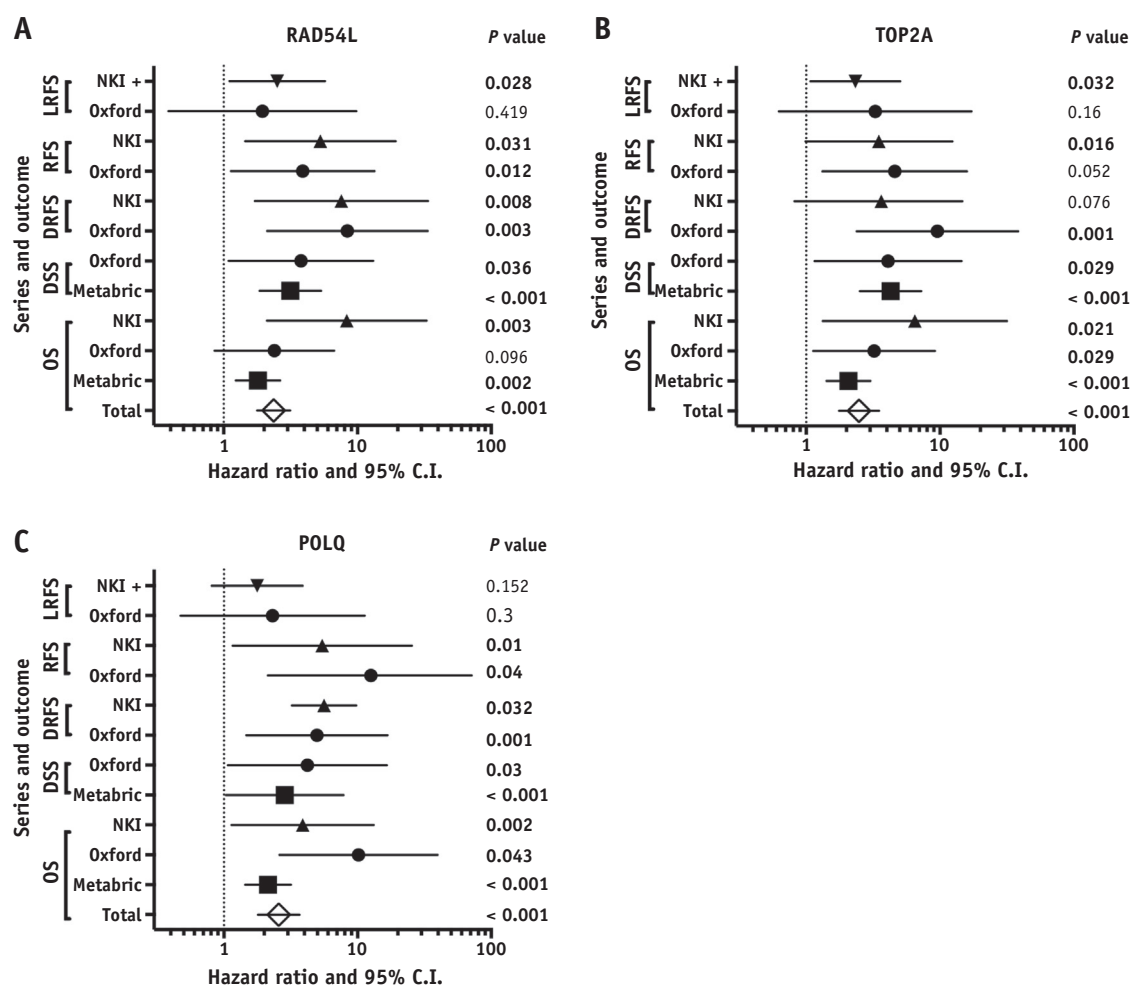 A
RAD54L
P value
Series and outcome
LRFS
NKI +
0.028
Oxford
0.419
RFS
NKI
0.031
Oxford
0.012
DRFS
NKI
0.008
Oxford
0.003
DSS
Oxford
0.036
Metabric
< 0.001
OS
NKI
0.003
Oxford
0.096
Metabric
0.002
Total
< 0.001
1 10 100
Hazard ratio and 95% C.I.
B
TOP2A
P value
Series and outcome
LRFS
NKI +
0.032
Oxford
0.16
RFS
NKI
0.016
Oxford
0.052
DRFS
NKI
0.076
Oxford
0.001
DSS
Oxford
0.029
Metabric
< 0.001
OS
NKI
0.021
Oxford
0.029
Metabric
< 0.001
Total
< 0.001
1 10 100
Hazard ratio and 95% C.I.
C
POLQ
P value
Series and outcome
LRFS
NKI +
0.152
Oxford
0.3
RFS
NKI
0.01
Oxford
0.04
DRFS
NKI
0.032
Oxford
0.001
DSS
Oxford
0.03
Metabric
< 0.001
OS
NKI
0.002
Oxford
0.043
Metabric
< 0.001
Total
< 0.001
1 10 100
Hazard ratio and 95% C.I.